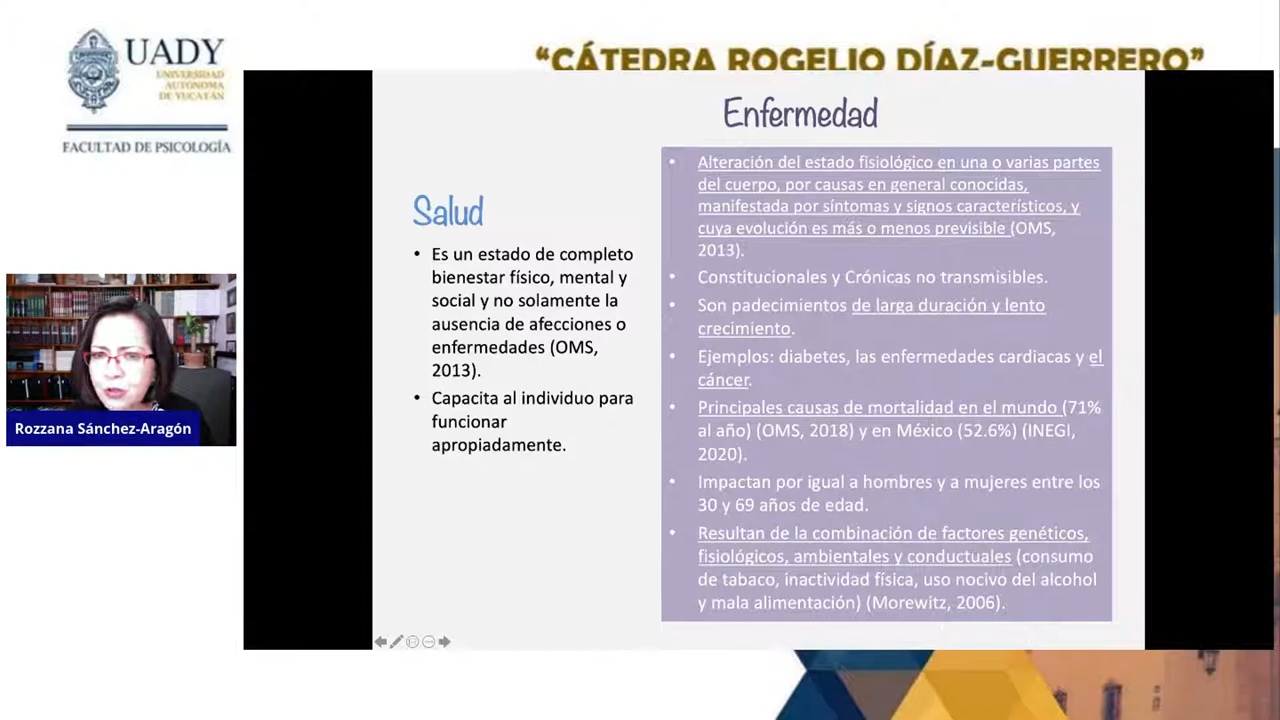 UADY
UNIVERSIDAD
AUTÓNOMA
DE YUCATÁN
FACULTAD DE PSICOLOGÍA
“CÁTEDRA ROGELIO DÍAZ-GUERRERO”
Rozzana Sánchez-Aragón
Salud
• Es un estado de completo
bienestar físico, mental y
social y no solamente la
ausencia de afecciones o
enfermedades (OMS,
2013).
• Capacita al individuo para
funcionar
apropiadamente.
Enfermedad
• Alteración del estado fisiológico en una o varias partes
del cuerpo, por causas en general conocidas,
manifestada por síntomas y signos característicos, y
cuya evolución es más o menos previsible (OMS,
2013).
• Constitucionales y Crónicas no transmisibles.
• Son padecimientos de larga duración y lento
crecimiento.
• Ejemplos: diabetes, las enfermedades cardiacas y el
cáncer.
• Principales causas de mortalidad en el mundo (71%
al año) (OMS, 2018) y en México (52.6%) (INEGI,
2020).
• Impactan por igual a hombres y a mujeres entre los
30 y 69 años de edad.
• Resultan de la combinación de factores genéticos,
fisiológicos, ambientales y conductuales (consumo
de tabaco, inactividad física, uso nocivo del alcohol
y mala alimentación) (Morewitz, 2006).